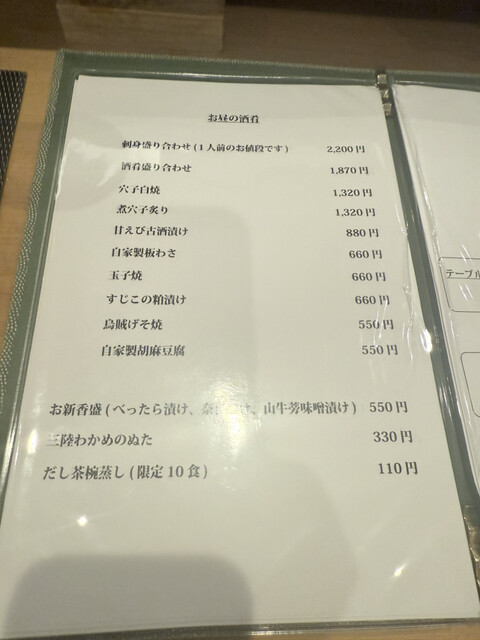 お昼の酒肴
刺身盛り合わせ(1人前のお値段です) 2,200円
酒肴盛り合わせ 1,870円
穴子白焼 1,320円
煮穴子炙り 1,320円
甘えび古酒漬け 880円
自家製板わさ 660円
玉子焼 660円
すじこの粕漬け 660円
烏賊げそ焼 550円
自家製胡麻豆腐 550円
お新香盛(べったら漬け、 山牛蒡味噌漬け) 550円
三陸わかめのぬた 330円
だし茶椀蒸し(限定10食) 110円
テーブル